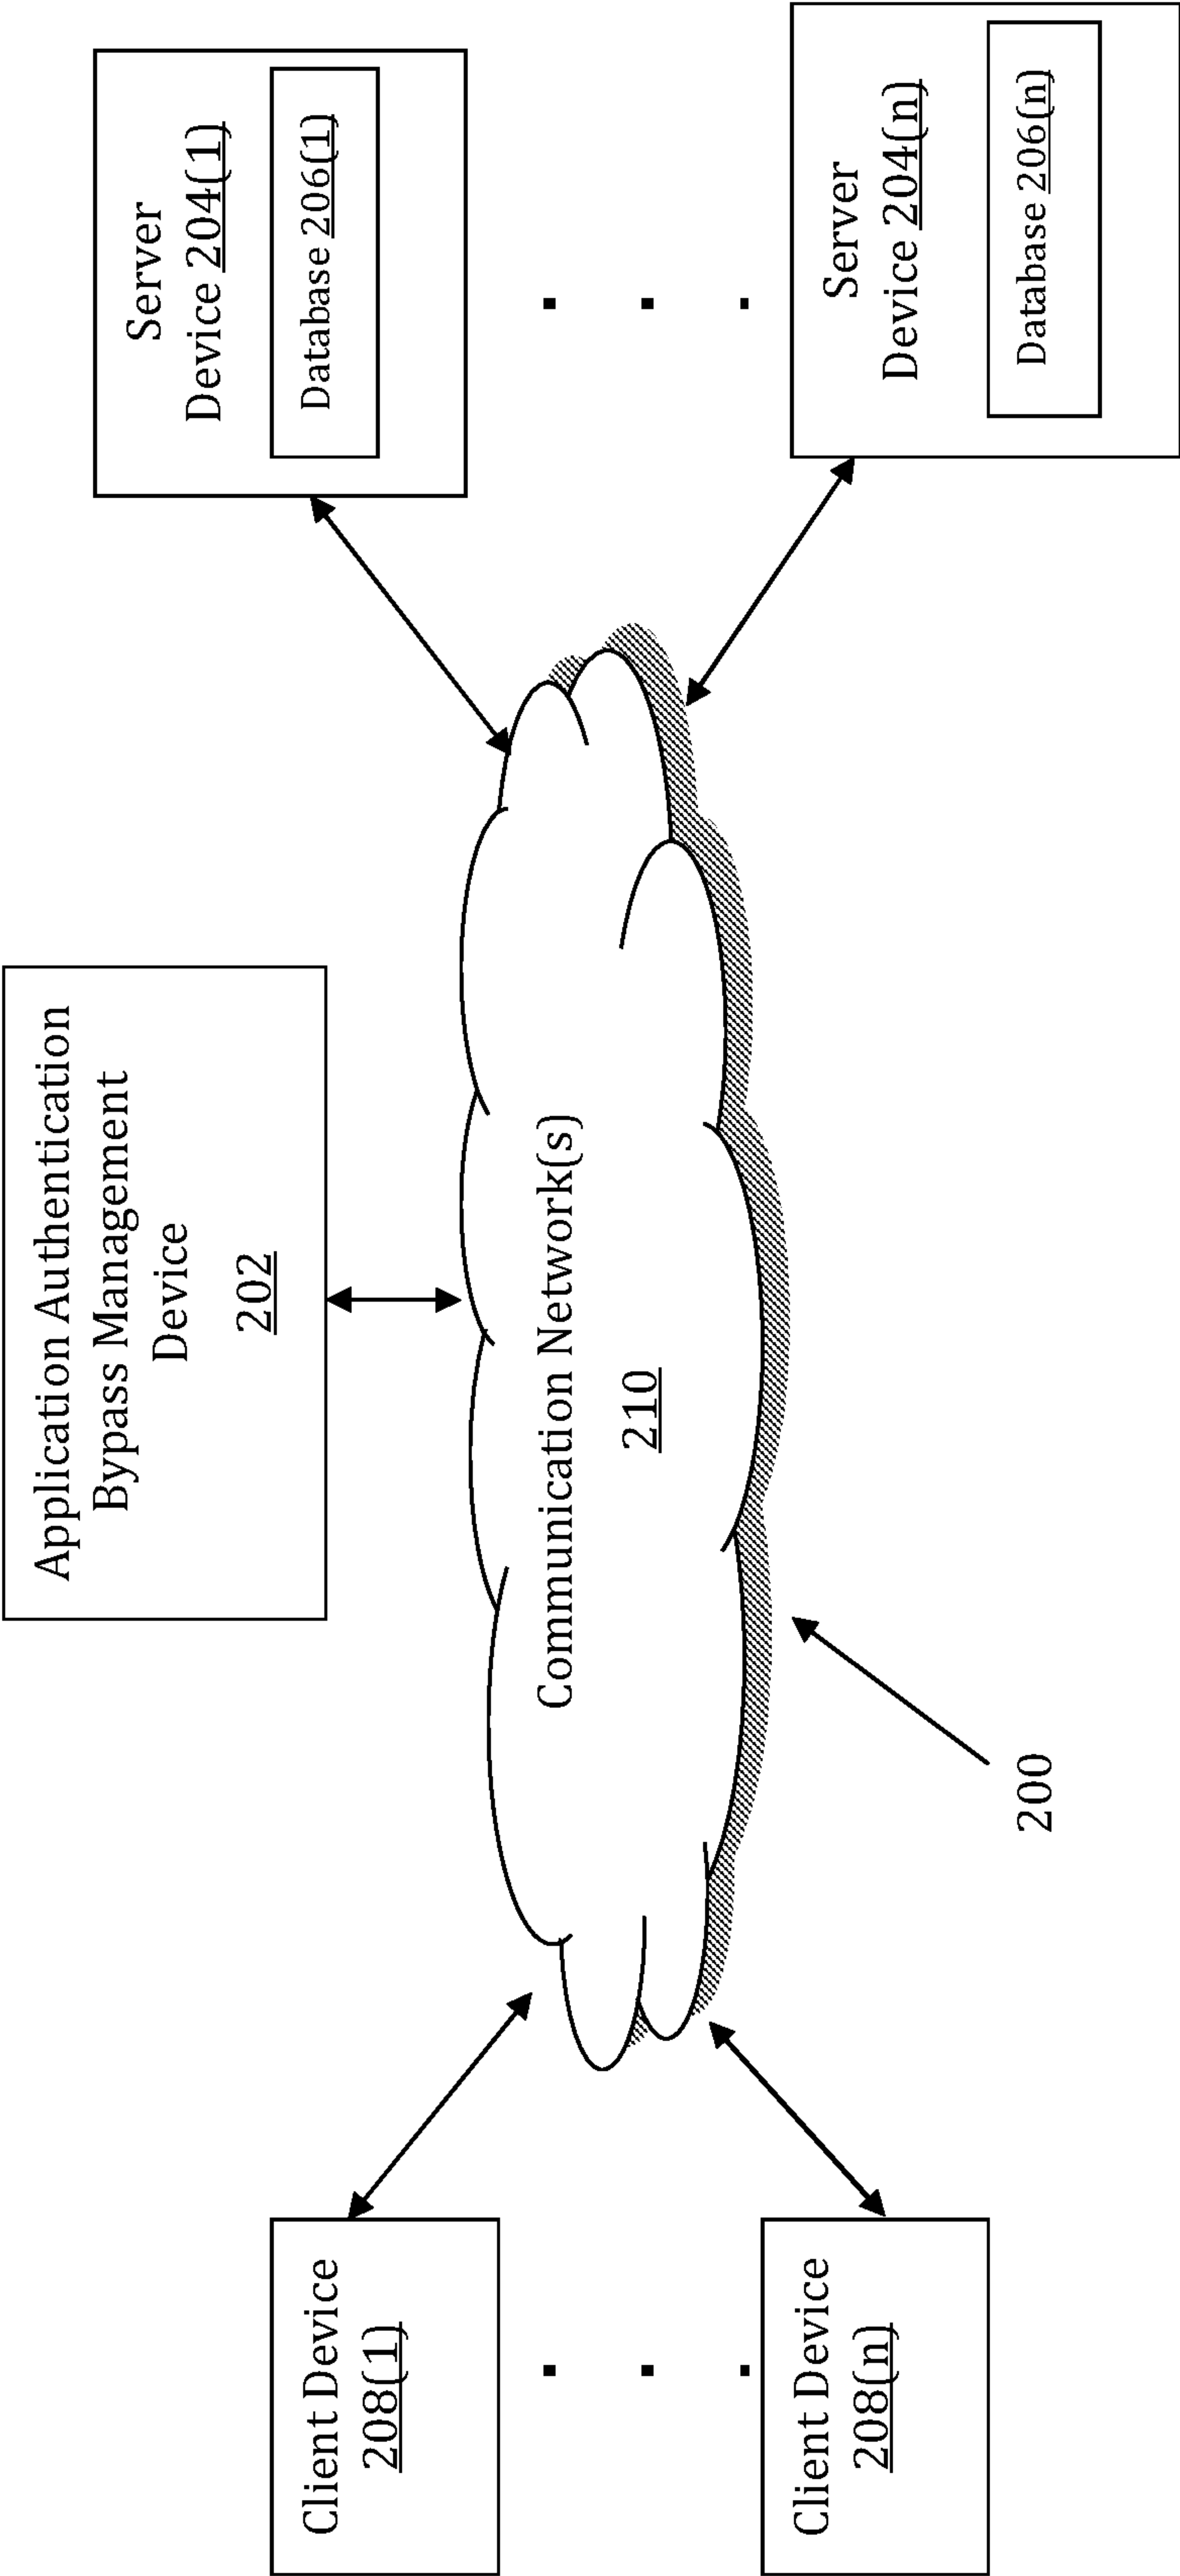 Application Authentication
Bypass Management
Device
202
Client Device
208(1)
Client Device
208(n)
Communication Network(s)
210
Server
Device 204(1)
Database 206(1)
Server
Device 204(n)
Database 206(n)
200